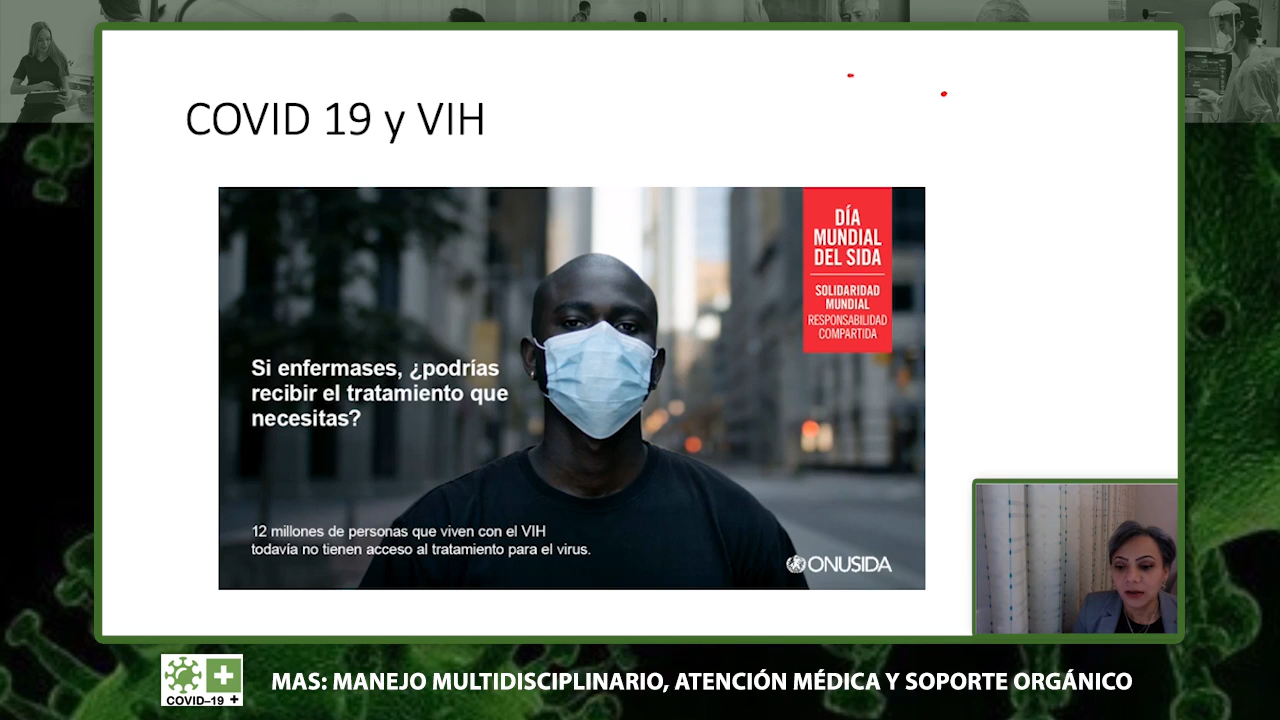 COVID 19 y VIH
DÍA
MUNDIAL
DEL SIDA
SOLIDARIDAD
MUNDIAL
RESPONSABILIDAD
COMPARTIDA
Si enfermases, ¿podrías
recibir el tratamiento que
necesitas?
12 millones de personas que viven con el VIH
todavía no tienen acceso al tratamiento para el virus.
ONUSIDA
COVID-19 +
MAS: MANEJO MULTIDISCIPLINARIO, ATENCIÓN MÉDICA Y SOPORTE ORGÁNICO